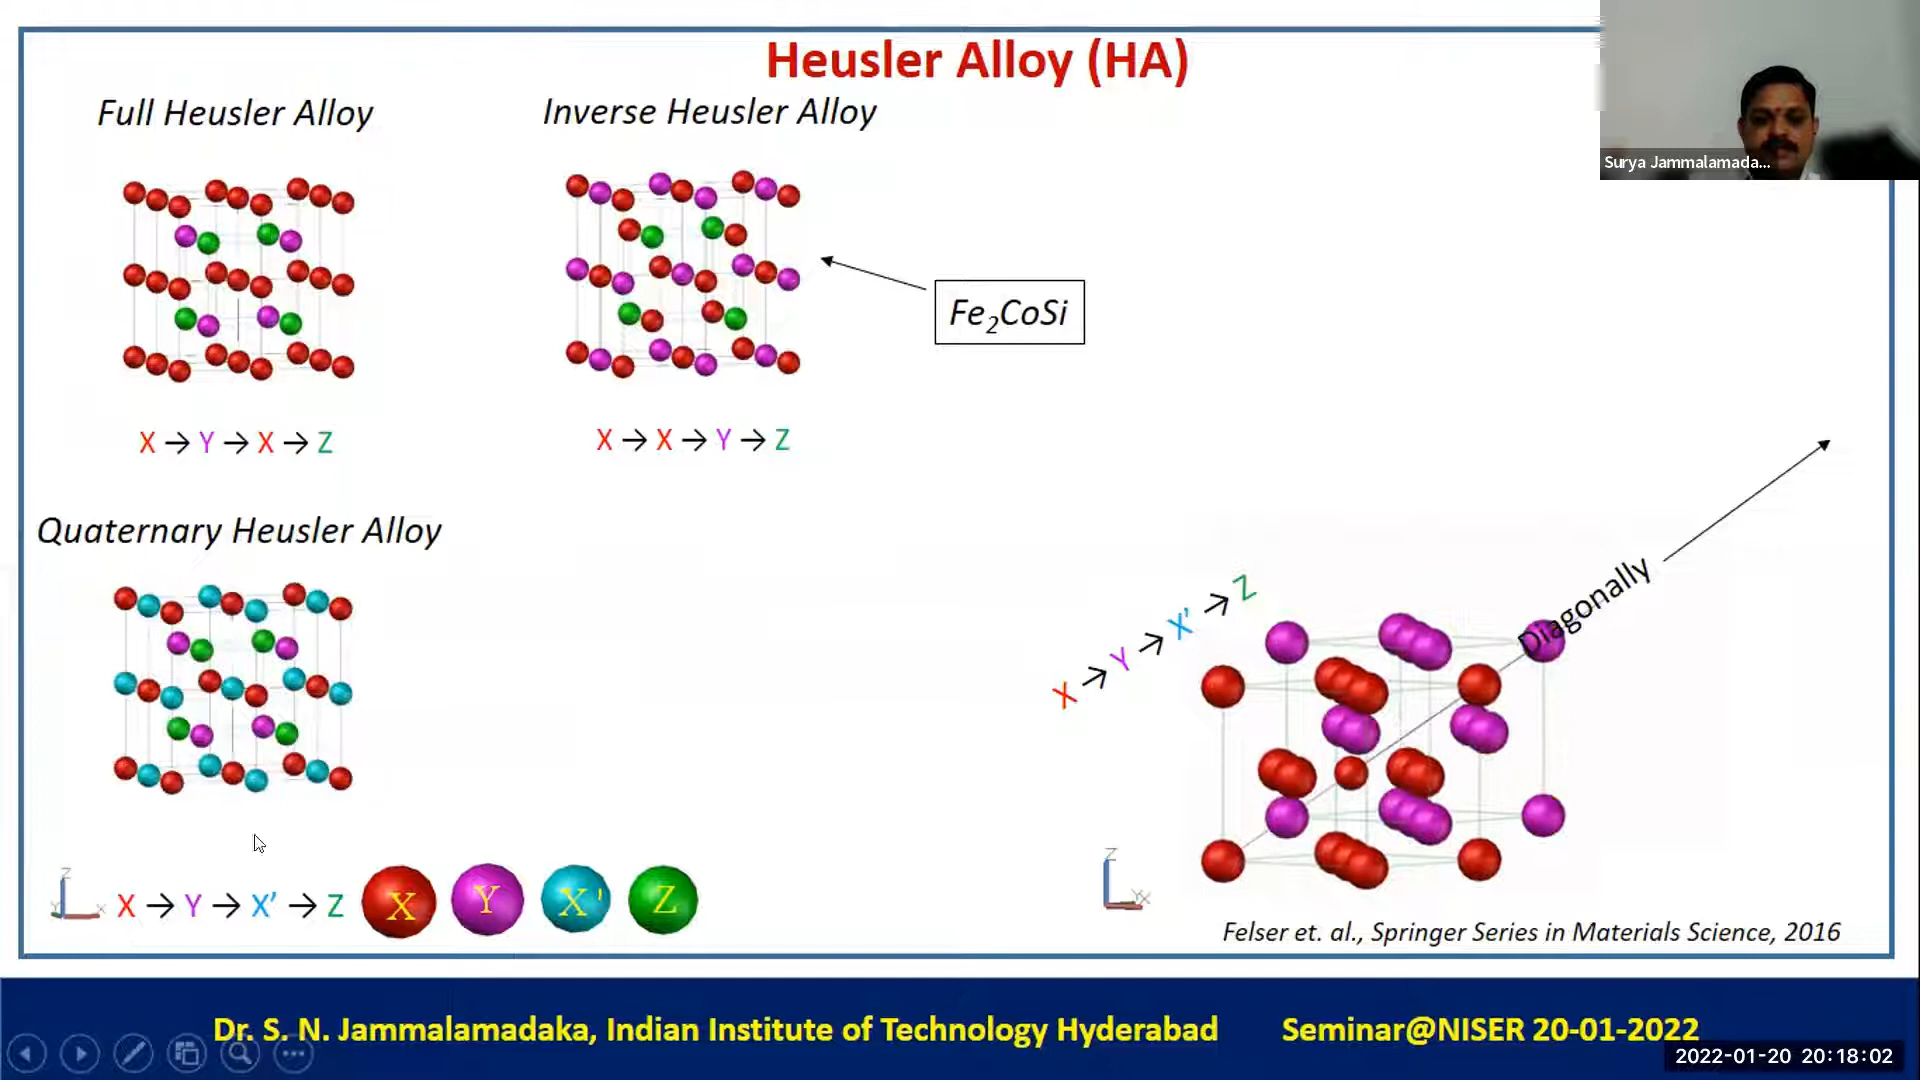 Heusler Alloy (HA)
Full Heusler Alloy
Inverse Heusler Alloy
Surya Jammalamada...
Fe₂CoSi
X → Y → X → Z
X → X → Y → Z
Quaternary Heusler Alloy
X → Y → X' → Z
Diagonally
Z
Y X
X → Y → X' → Z
X Y X' Z
Z
Y X
Felser et. al., Springer Series in Materials Science, 2016
Dr. S. N. Jammalamadaka, Indian Institute of Technology Hyderabad Seminar@NISER 20-01-2022
2022-01-20 20:18:02